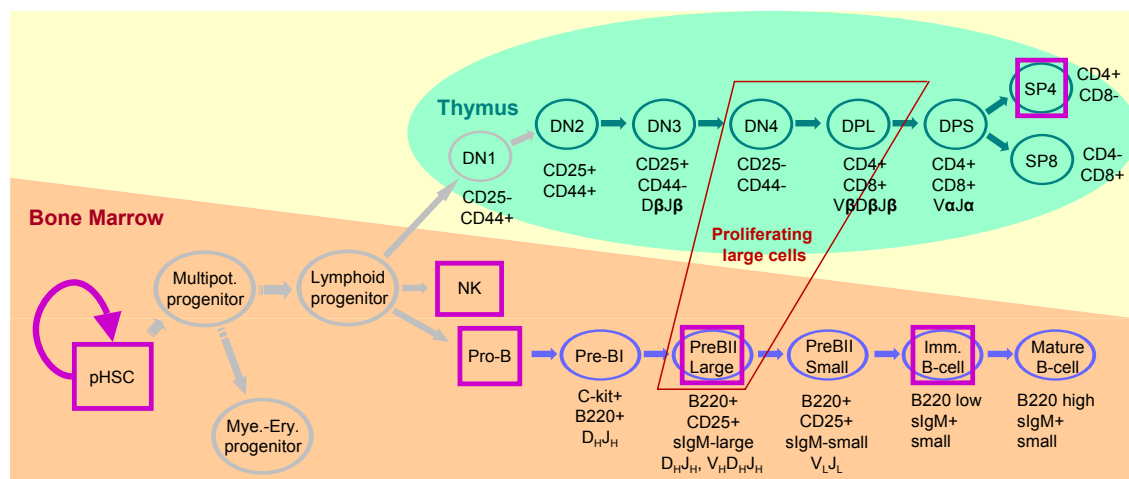 Thymus
DN1
CD25-
CD44+
DN2
CD25+
CD44+
DN3
CD25+
CD44-
DβJβ
DN4
CD25-
CD44-
DPL
CD4+
CD8+
VβDβJβ
DPS
CD4+
CD8+
VαJα
SP4
CD4+
CD8-
SP8
CD4-
CD8+
Bone Marrow
Proliferating
large cells
pHSC
Multipot.
progenitor
Mye.-Ery.
progenitor
Lymphoid
progenitor
NK
Pro-B
Pre-BI
C-kit+
B220+
DHJH
PreBII
Large
B220+
CD25+
sIgM-large
DHJH, VHDHJH
PreBII
Small
B220+
CD25+
sIgM-small
VLJL
Imm.
B-cell
B220 low
sIgM+
small
Mature
B-cell
B220 high
sIgM+
small